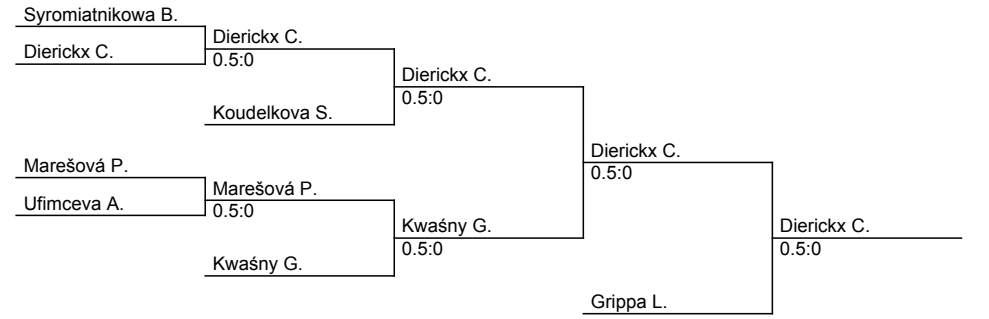 Syromiatnikowa B.
Dierickx C.
Dierickx C.
0.5:0
Dierickx C.
0.5:0
Koudelkova S.
Dierickx C.
0.5:0
Marešová P.
Marešová P.
Ufimceva A.
0.5:0
Kwaśny G.
0.5:0
Dierickx C.
0.5:0
Kwaśny G.
Grippa L.